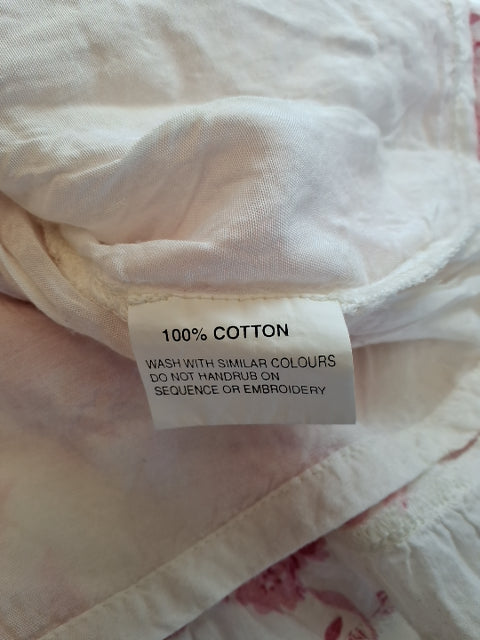 100% COTTON
WASH WITH SIMILAR COLOURS
DO NOT HANDRUB ON
SEQUENCE OR EMBROIDERY